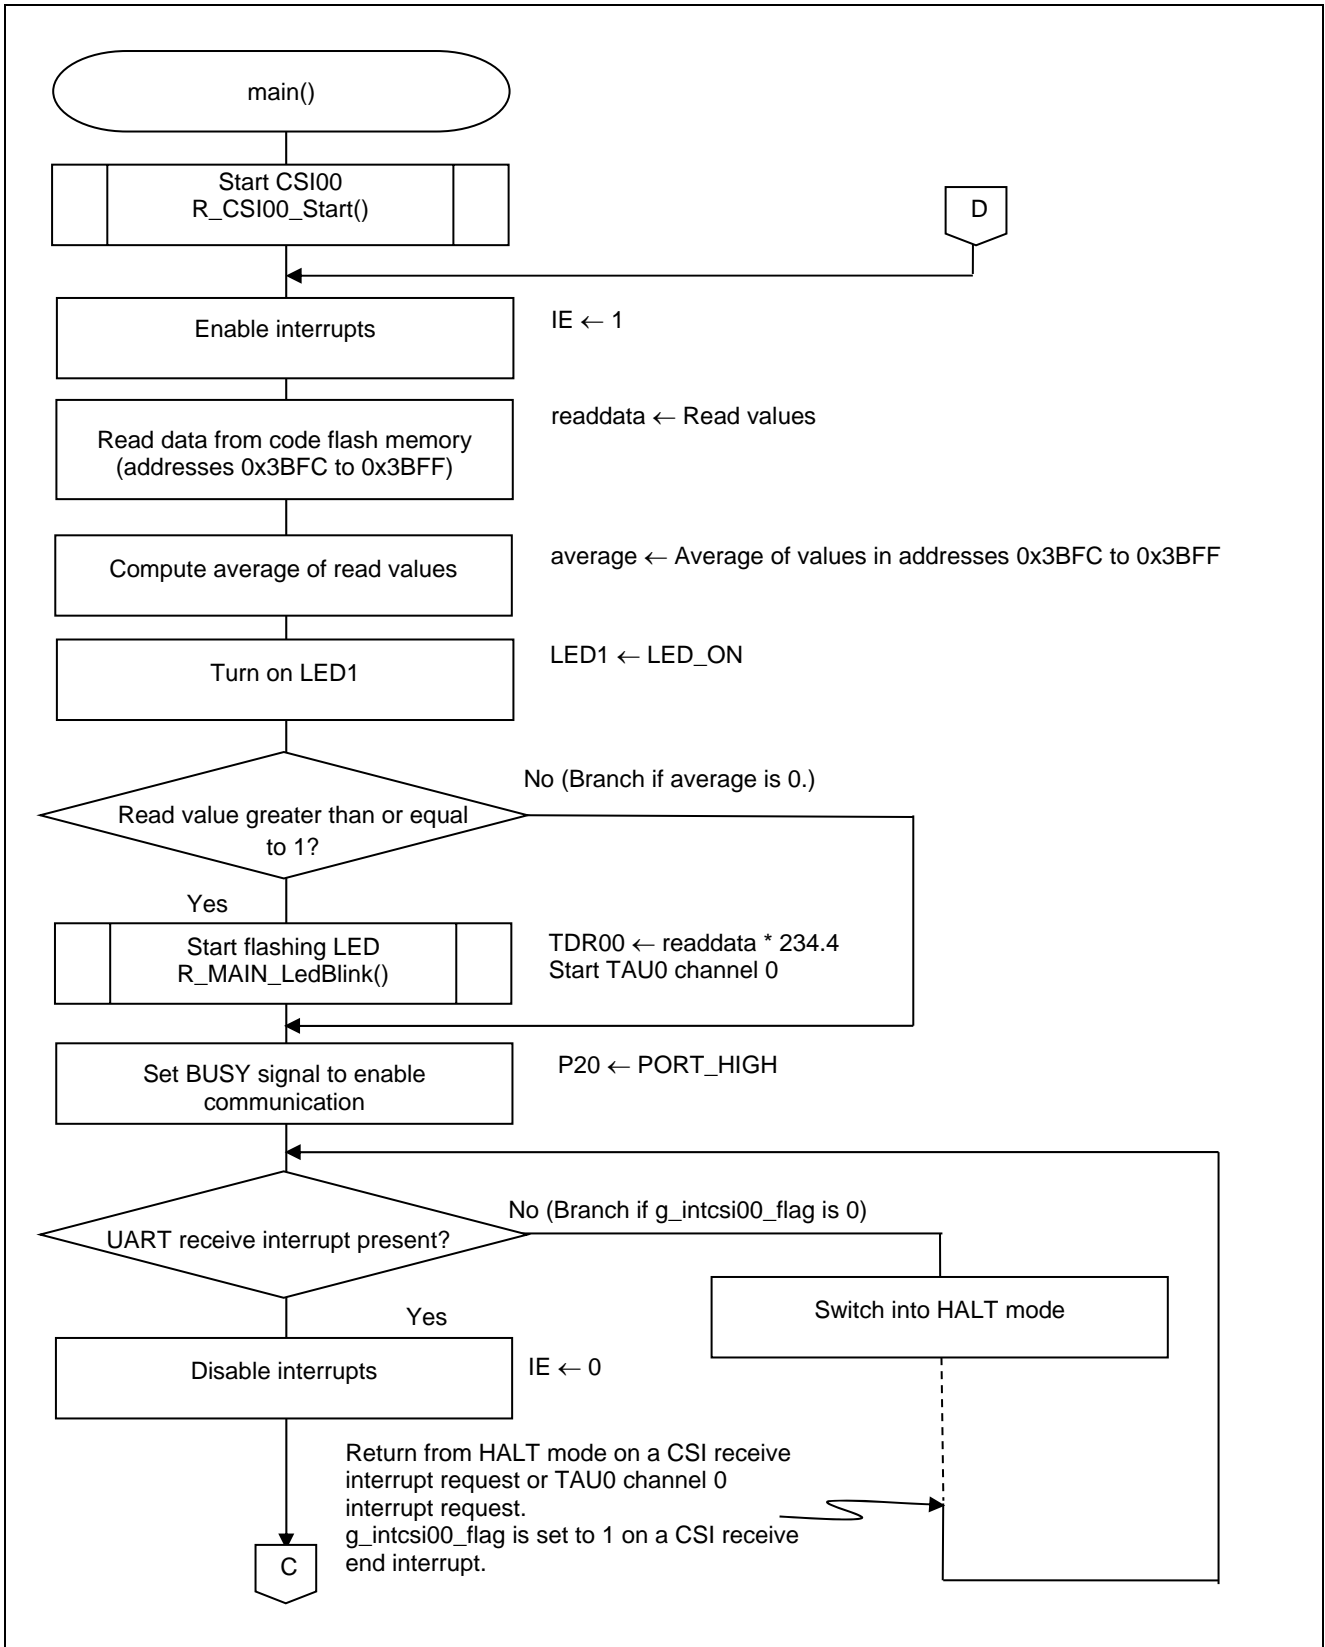 main()
Start CSI00
R_CSI00_Start()
D
Enable interrupts
IE ← 1
Read data from code flash memory
(addresses 0x3BFC to 0x3BFF)
readdata ← Read values
Compute average of read values
average ← Average of values in addresses 0x3BFC to 0x3BFF
Turn on LED1
LED1 ← LED_ON
Read value greater than or equal
to 1?
No (Branch if average is 0.)
Yes
Start flashing LED
R_MAIN_LedBlink()
TDR00 ← readdata * 234.4
Start TAU0 channel 0
Set BUSY signal to enable
communication
P20 ← PORT_HIGH
UART receive interrupt present?
No (Branch if g_intcsi00_flag is 0)
Switch into HALT mode
Yes
Disable interrupts
IE ← 0
Return from HALT mode on a CSI receive
interrupt request or TAU0 channel 0
interrupt request.
g_intcsi00_flag is set to 1 on a CSI receive
end interrupt.
C